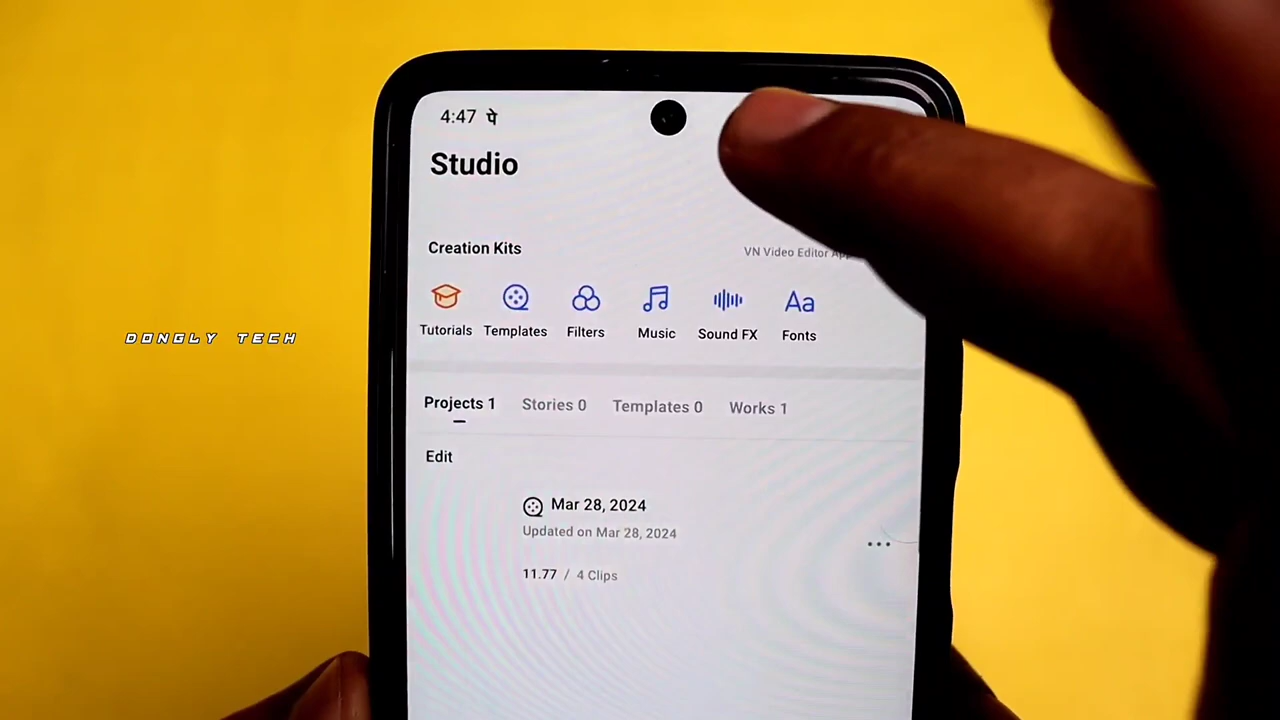 4:47 पे
Studio
Creation Kits
VN Video Editor App
Tutorials Templates Filters Music Sound FX Fonts
DONGLY TECH
Projects 1 Stories 0 Templates 0 Works 1
Edit
Mar 28, 2024
Updated on Mar 28, 2024
11.77 / 4 Clips